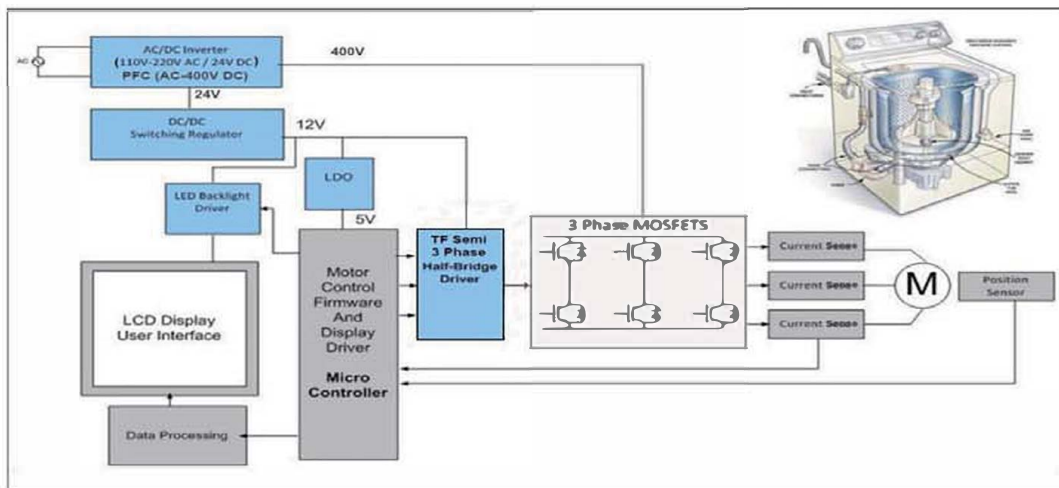 AC
AC/DC Inverter
(110V-220V AC / 24V DC)
PFC (AC-400V DC)
400V
24V
DC/DC
Switching Regulator
12V
LED Backlight
Driver
LDO
5V
LCD Display
User Interface
Data Processing
Motor
Control
Firmware
And
Display
Driver
Micro
Controller
TF Semi
3 Phase
Half-Bridge
Driver
3 Phase MOSFETS
Current Sense
Current Sense
Current Sense
M
Position
Sensor